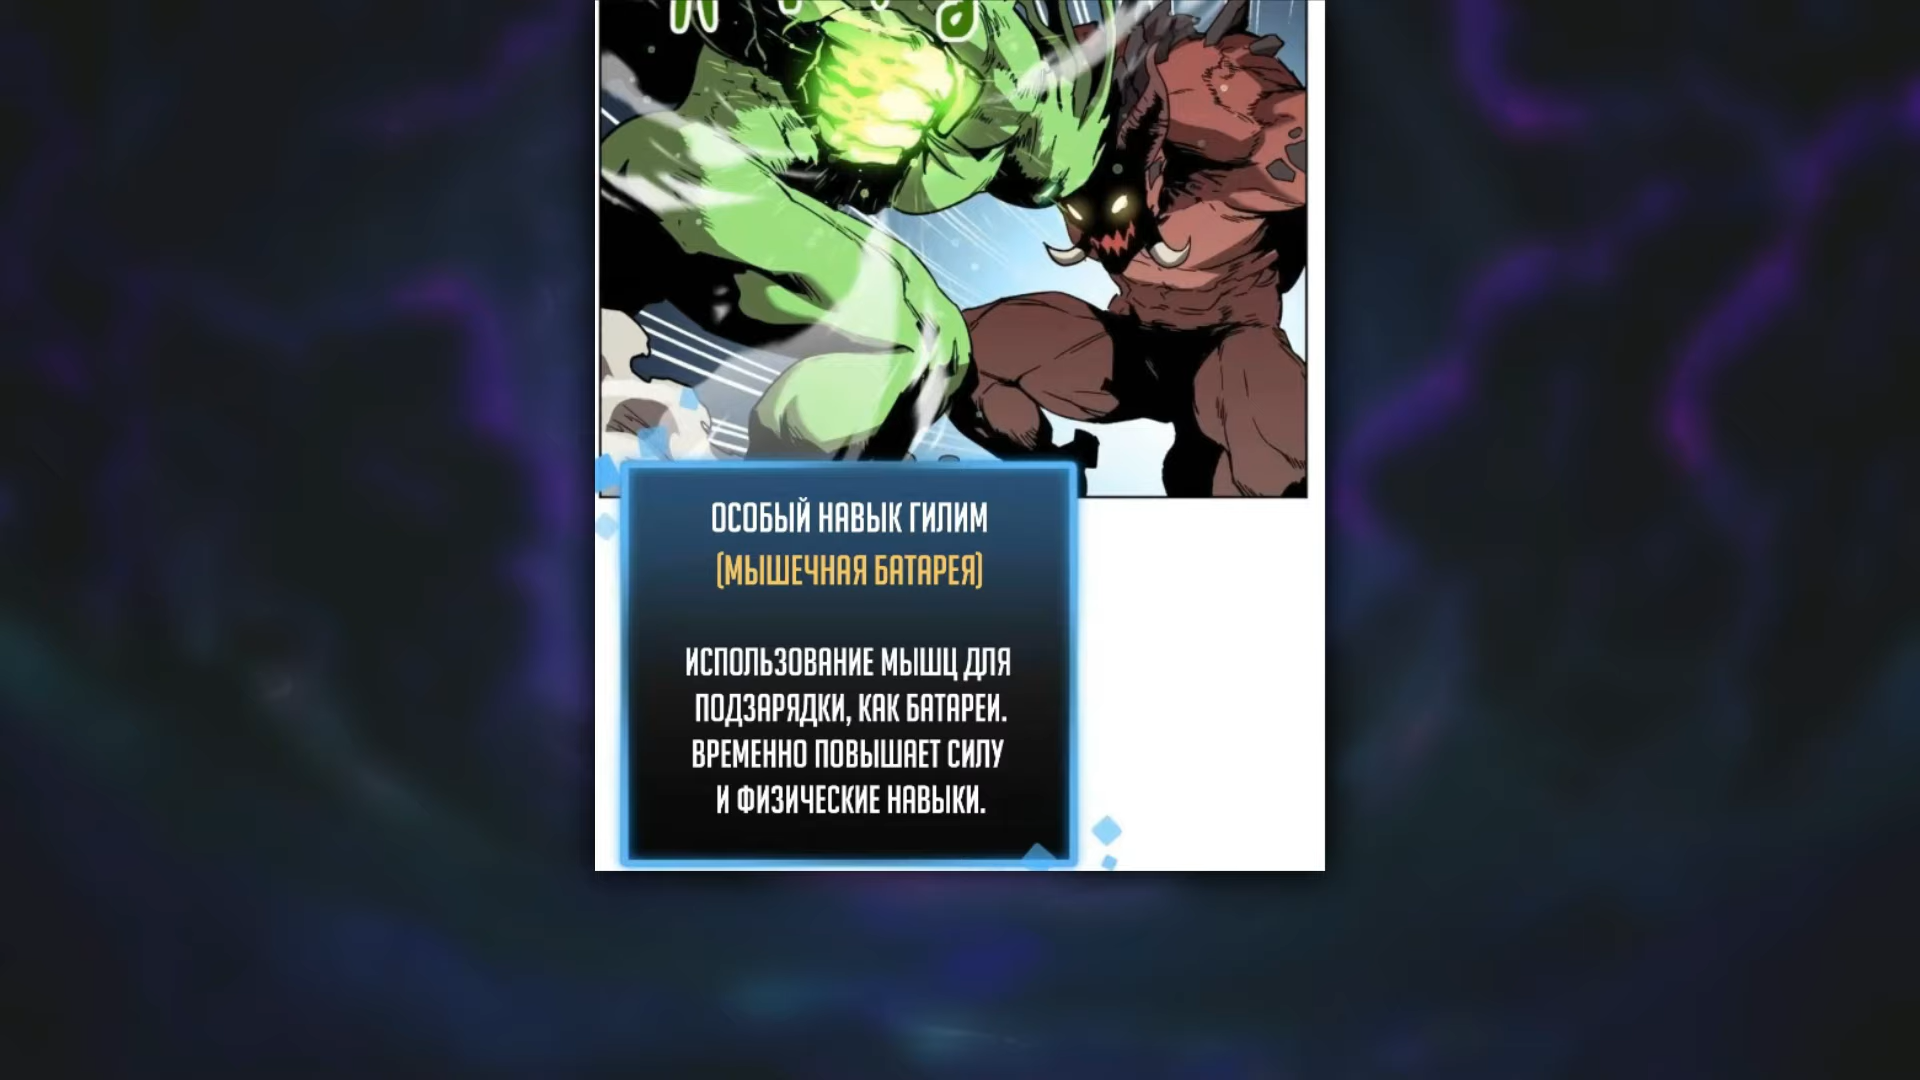 ОСОБЫЙ НАВЫК ГИЛИМ
(МЫШЕЧНАЯ БАТАРЕЯ)
ИСПОЛЬЗОВАНИЕ МЫШЦ ДЛЯ
ПОДЗАРЯДКИ, КАК БАТАРЕИ.
ВРЕМЕННО ПОВЫШАЕТ СИЛУ
И ФИЗИЧЕСКИЕ НАВЫКИ.